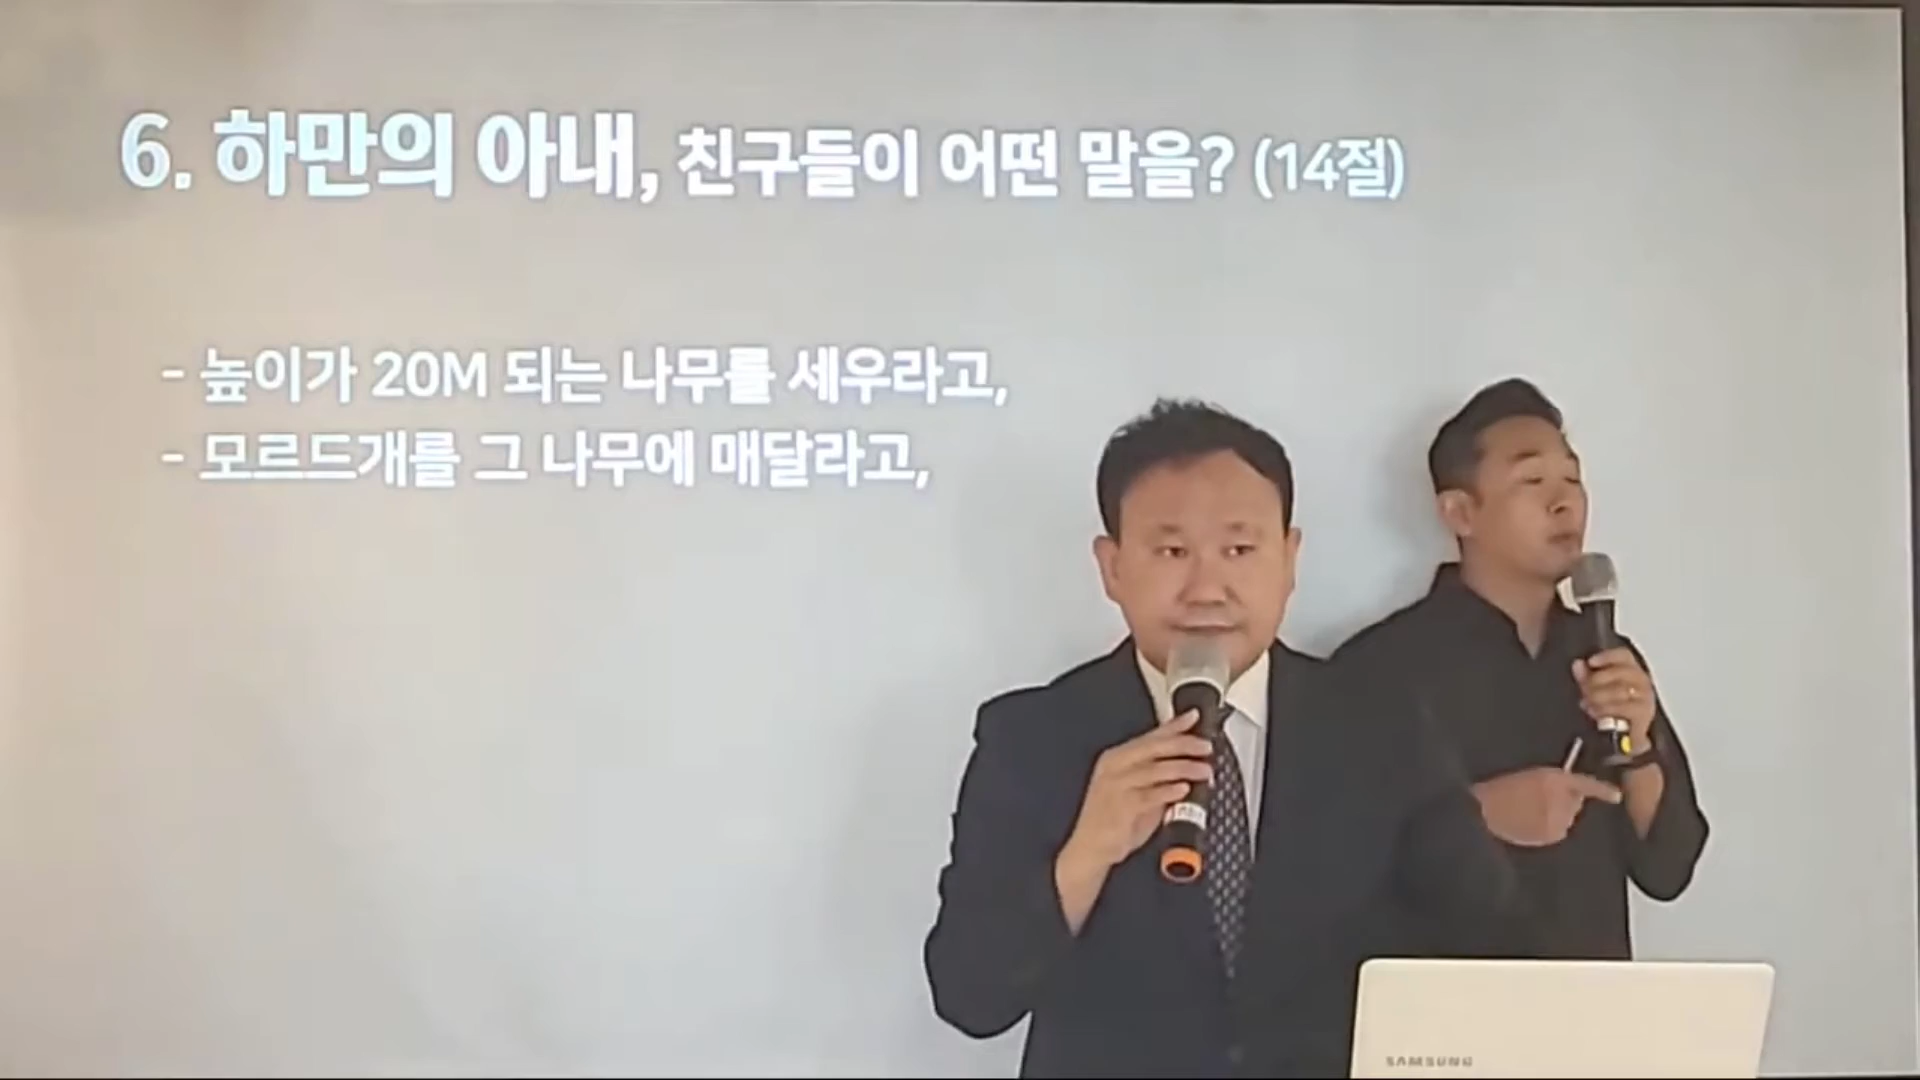 6. 하만의 아내, 친구들이 어떤 말을? (14절)
- 높이가 20M 되는 나무를 세우라고,
- 모르드개를 그 나무에 매달라고,
SAMSUNG